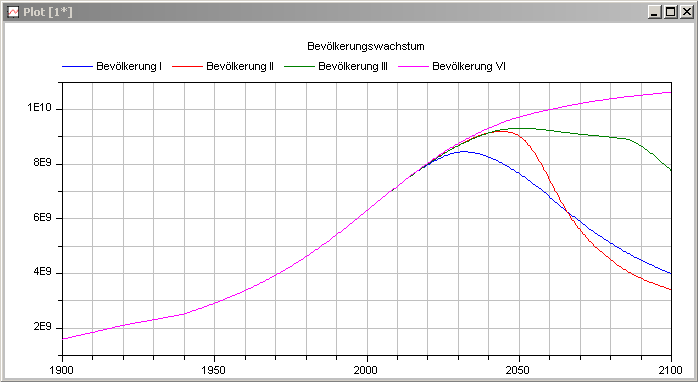 Plot [1*]
Bevölkerungswachstum
Bevölkerung I Bevölkerung II Bevölkerung III Bevölkerung VI
1E10
8E9
6E9
4E9
2E9
1900 1950 2000 2050 2100